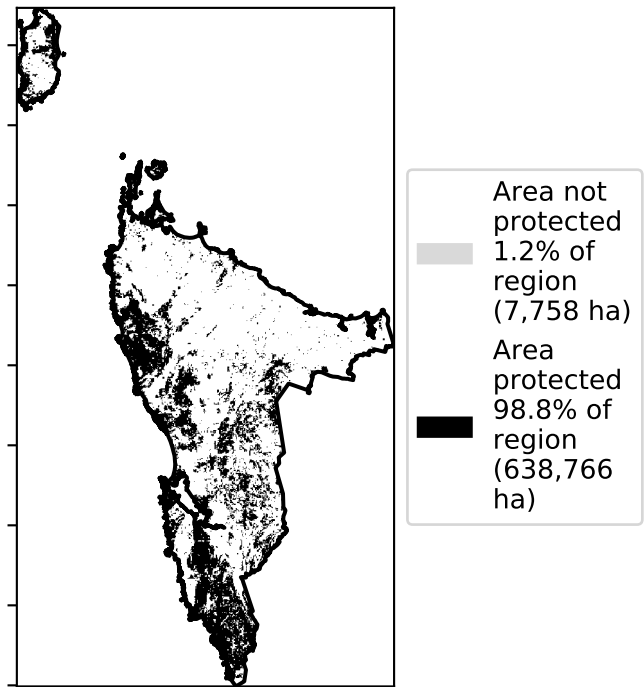 Area not
protected
1.2% of
region
(7,758 ha)
Area
protected
98.8% of
region
(638,766
ha)